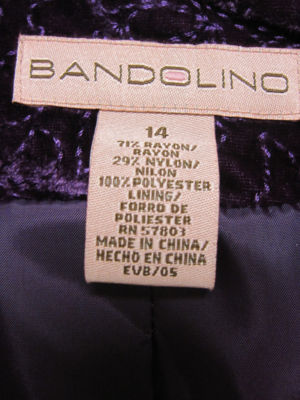 BANDOLINO
14
71% RAYON/
RAYON
29% NYLON/
NILON
100% POLYESTER
LINING/
FORRO DE
POLIESTER
RN 57803
MADE IN CHINA/
HECHO EN CHINA
EVB/05